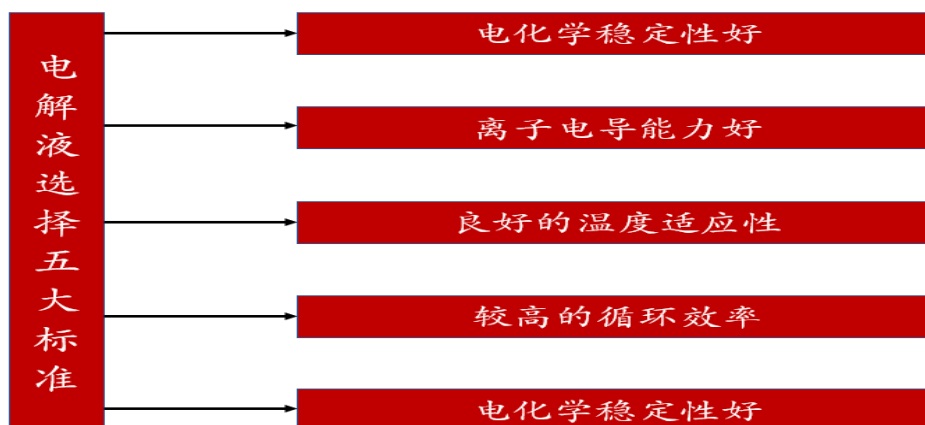 电解液选择五大标准
电化学稳定性好
离子电导能力好
良好的温度适应性
较高的循环效率
电化学稳定性好